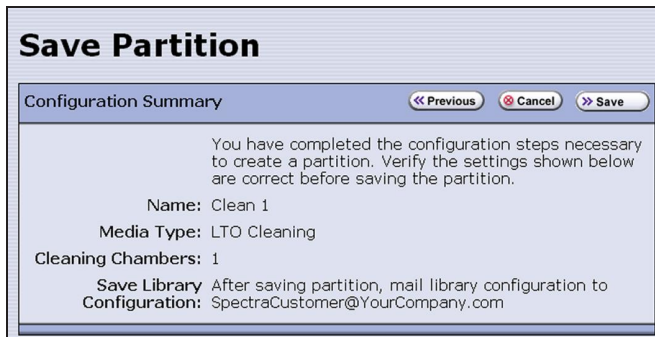 Save Partition
Configuration Summary
Previous
Cancel
Save
You have completed the configuration steps necessary
to create a partition. Verify the settings shown below
are correct before saving the partition.
Name: Clean 1
Media Type: LTO Cleaning
Cleaning Chambers: 1
Save Library Configuration: After saving partition, mail library configuration to
SpectraCustomer@YourCompany.com